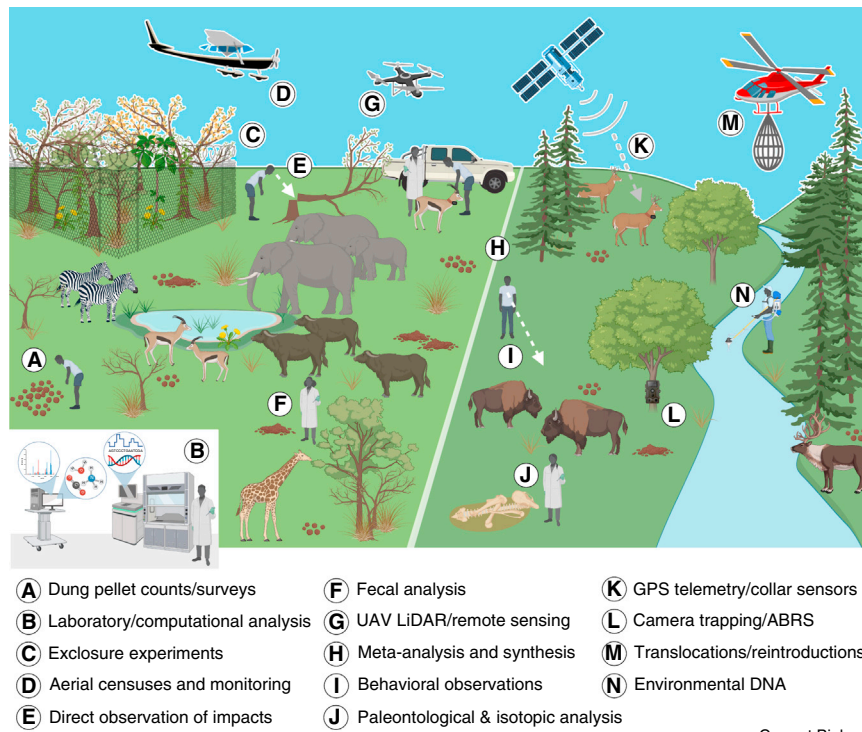 D
G
C
K
M
E
H
N
A
I
F
L
B
J
A Dung pellet counts/surveys
B Laboratory/computational analysis
C Exclosure experiments
D Aerial censuses and monitoring
E Direct observation of impacts
F Fecal analysis
G UAV LiDAR/remote sensing
H Meta-analysis and synthesis
I Behavioral observations
J Paleontological & isotopic analysis
K GPS telemetry/collar sensors
L Camera trapping/ABRS
M Translocations/reintroductions
N Environmental DNA